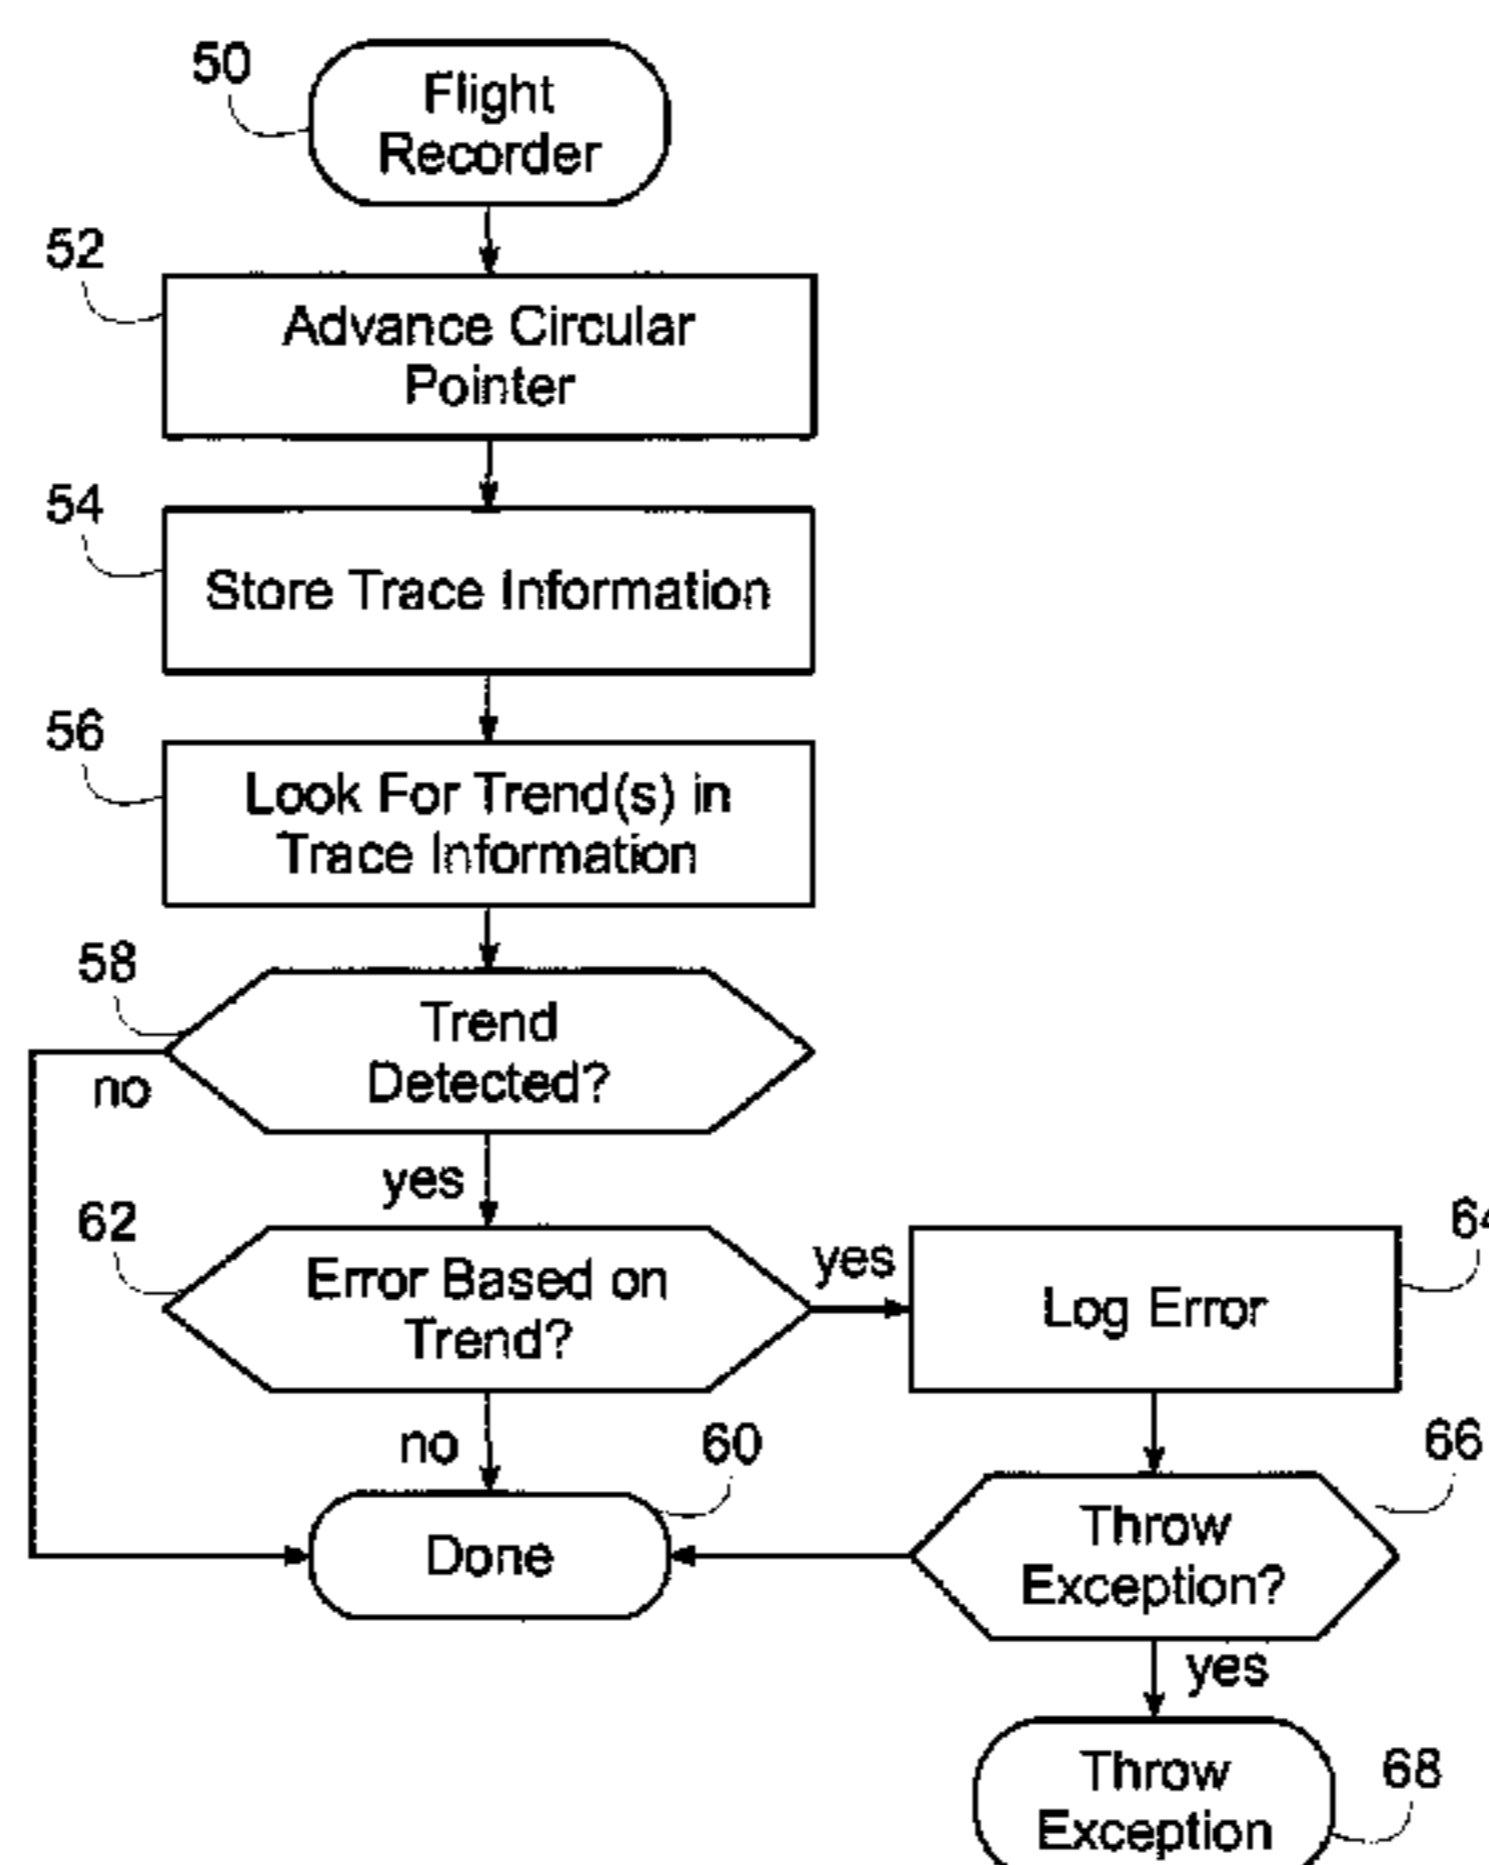 50
Flight
Recorder
52
Advance Circular
Pointer
54
Store Trace Information
56
Look For Trend(s) in
Trace Information
58
Trend
Detected?
no
yes
62
Error Based on
Trend?
yes
Log Error
64
no
60
Done
66
Throw
Exception?
yes
Throw
Exception
68